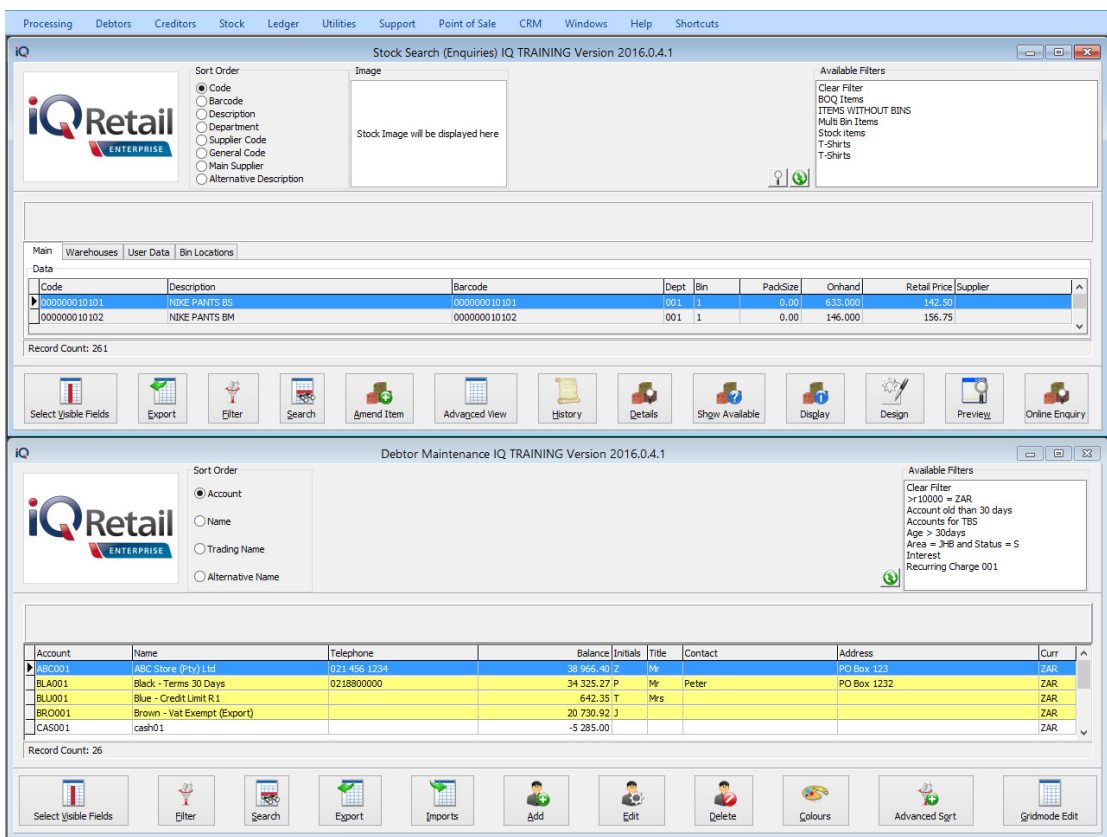 Processing Debtors Creditors Stock Ledger Utilities Support Point of Sale CRM Windows Help Shortcuts
iQ Stock Search (Enquiries) IQ TRAINING Version 2016.0.4.1
iQ Retail
ENTERPRISE
Sort Order
Code
Barcode
Description
Department
Supplier Code
General Code
Main Supplier
Alternative Description
Image
Stock Image will be displayed here
Available Filters
Clear Filter
BOQ Items
ITEMS WITHOUT BINS
Multi Bin Items
Stock items
T-Shirts
T-Shirts
Main Warehouses User Data Bin Locations
Data
Code Description Barcode Dept Bin PackSize Onhand Retail Price Supplier
000000010101 NIKE PANTS BS 000000010101 001 1 0.00 633.000 142.50
000000010102 NIKE PANTS BM 000000010102 001 1 0.00 146.000 156.75
Record Count: 261
Select Visible Fields Export Filter Search Amend Item Advanced View History Details Show Available Display Design Preview Online Enquiry
iQ Debtor Maintenance IQ TRAINING Version 2016.0.4.1
iQ Retail
ENTERPRISE
Sort Order
Account
Name
Trading Name
Alternative Name
Available Filters
Clear Filter
>r10000 = ZAR
Account old than 30 days
Accounts for TBS
Age > 30days
Area = JHB and Status = S
Interest
Recurring Charge 001
Account Name Telephone Balance Initials Title Contact Address Curr
ABC001 ABC Store (Pty) Ltd 021 456 1234 38 966.40 Z Mr PO Box 123 ZAR
BLA001 Black - Terms 30 Days 0218800000 34 325.27 P Mr Peter PO Box 1232 ZAR
BLU001 Blue - Credit Limit R1 642.35 T Mrs ZAR
BRO001 Brown - Vat Exempt (Export) 20 730.92 J ZAR
CAS001 cash01 -5 285.00 ZAR
Record Count: 26
Select Visible Fields Filter Search Export Imports Add Edit Delete Colours Advanced Sort Gridmode Edit